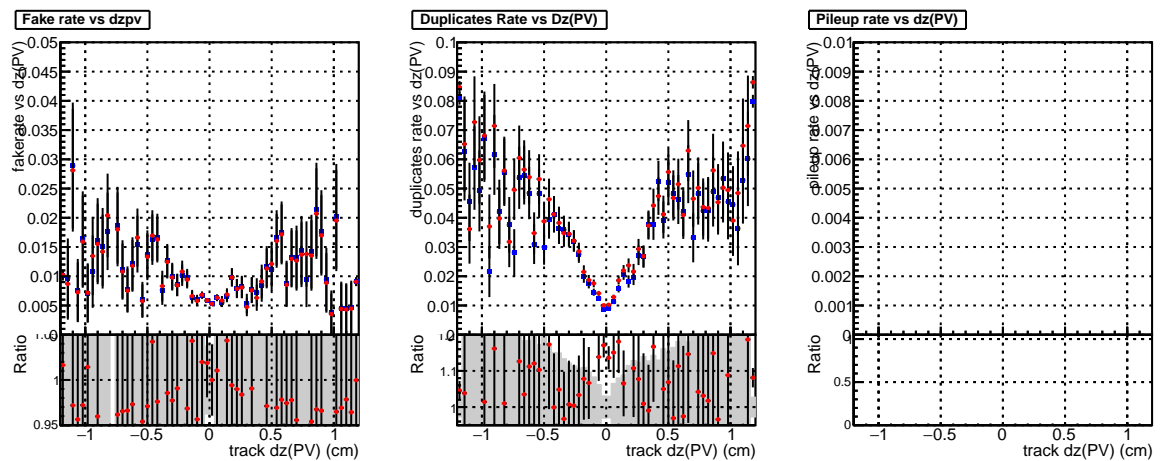 Fake rate vs dzpv
fakerate vs dz(PV)
0.05
0.045
0.04
0.035
0.03
0.025
0.02
0.015
0.01
0.005
0
Ratio
1
0.95
−1 −0.5 0 0.5 1
track dz(PV) (cm)
Duplicates Rate vs Dz(PV)
duplicates rate vs dz(PV)
0.1
0.09
0.08
0.07
0.06
0.05
0.04
0.03
0.02
0.01
0
Ratio
1.1
1
−1 −0.5 0 0.5 1
track dz(PV) (cm)
Pileup rate vs dz(PV)
pileup rate vs dz(PV)
0.01
0.009
0.008
0.007
0.006
0.005
0.004
0.003
0.002
0.001
0
Ratio
1
0.5
0
−1 −0.5 0 0.5 1
track dz(PV) (cm)